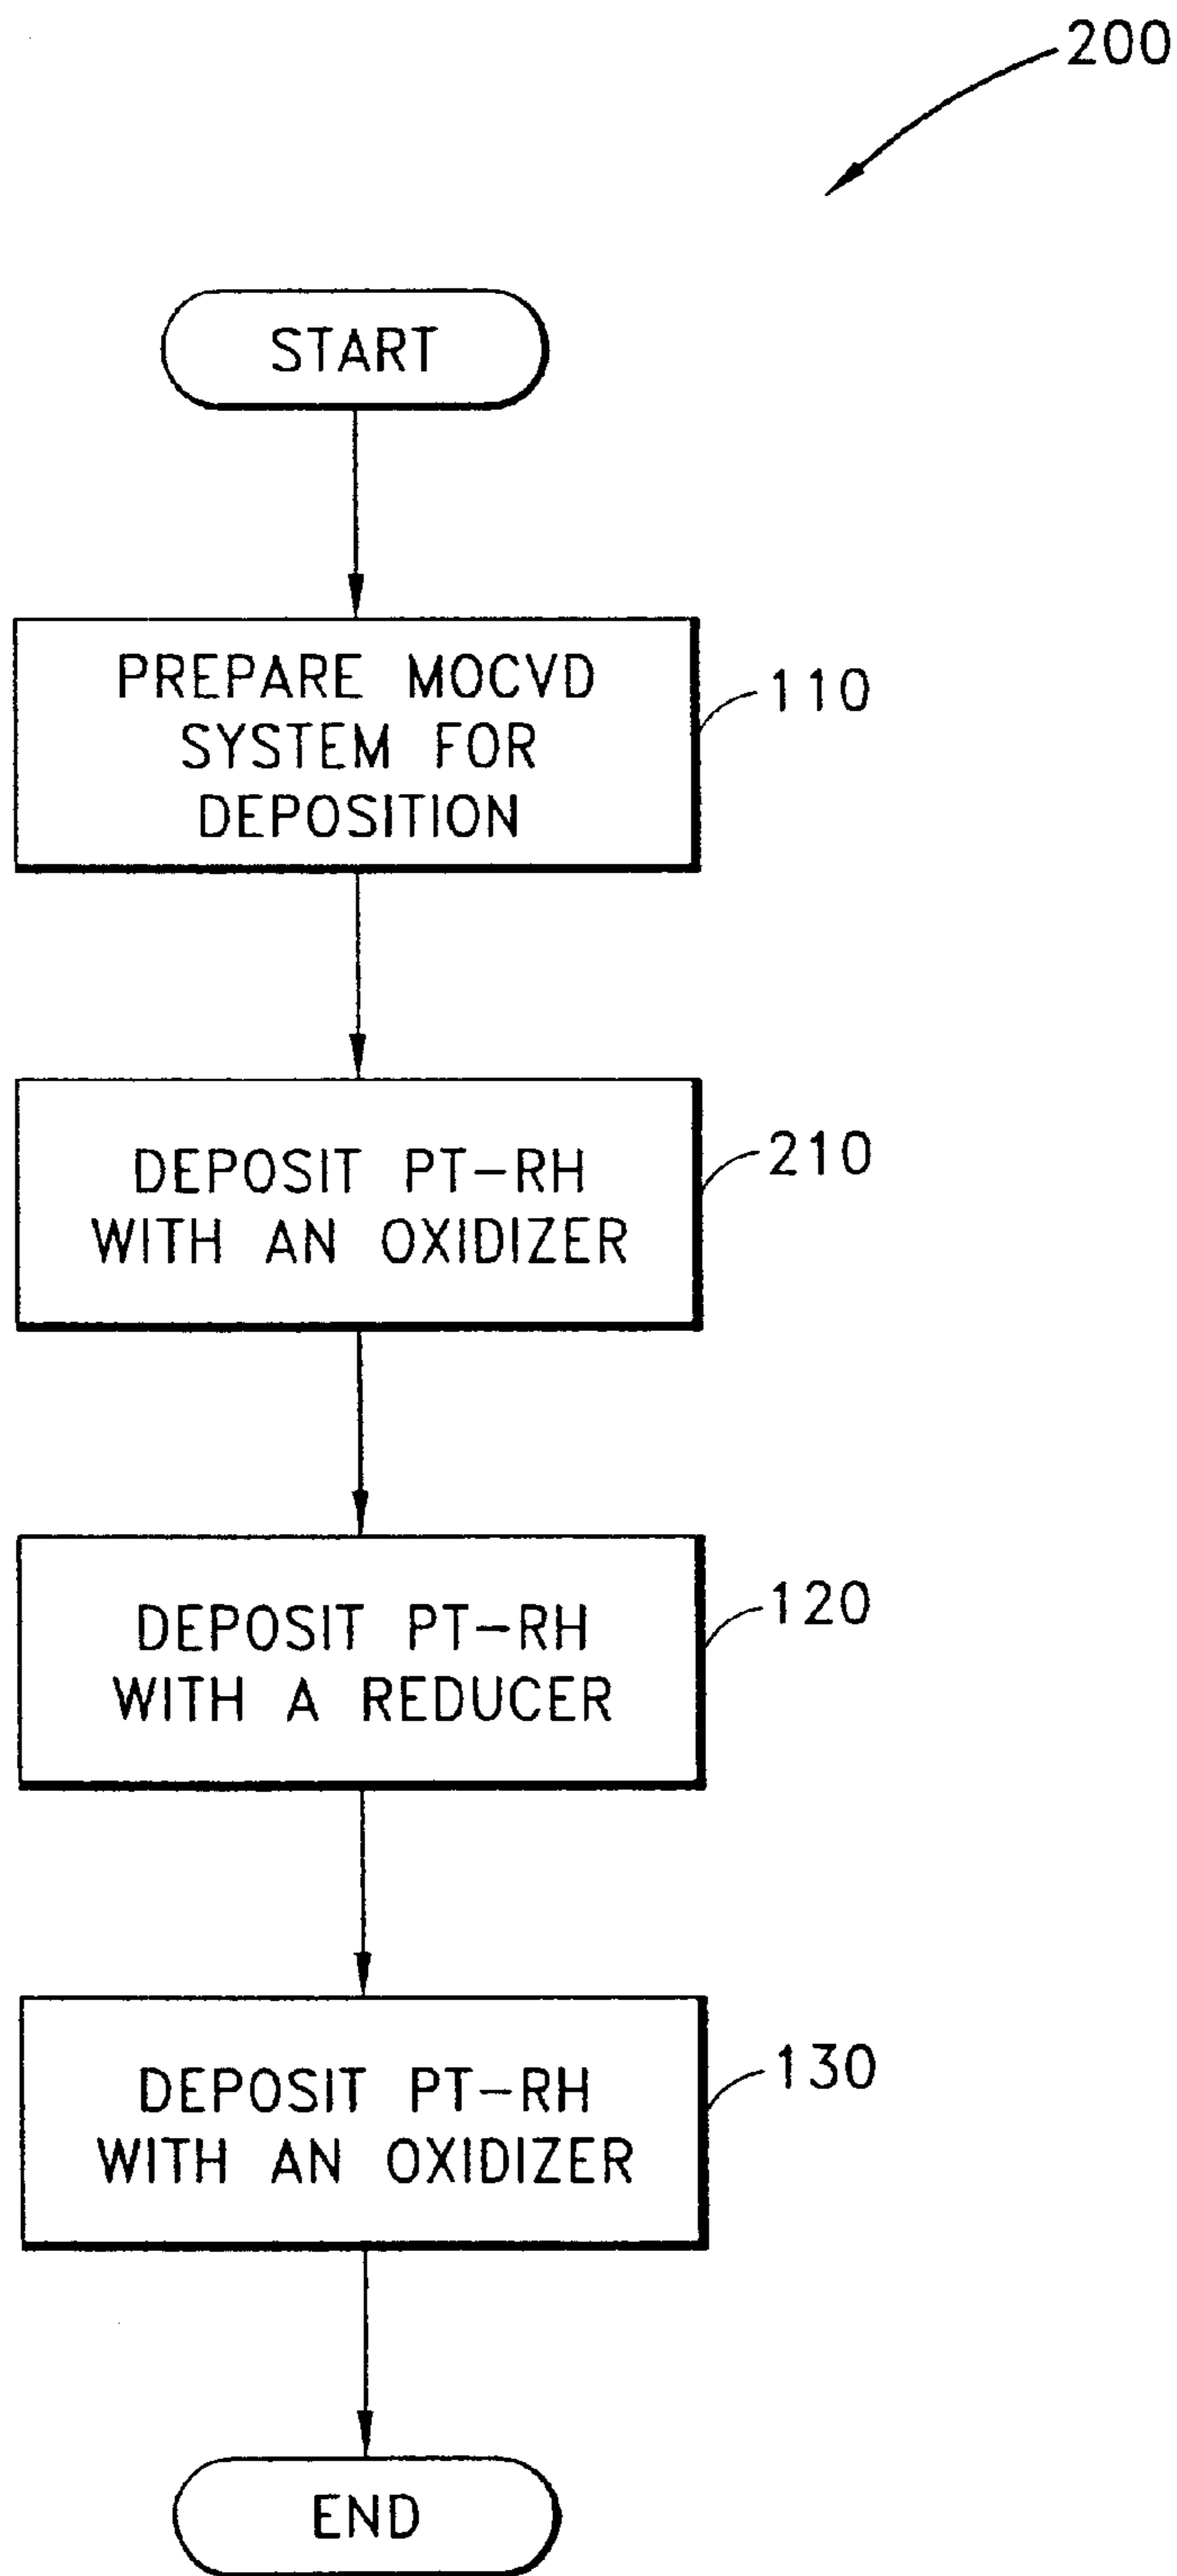 200
START
PREPARE MOCVD
SYSTEM FOR
DEPOSITION
110
DEPOSIT PT-RH
WITH AN OXIDIZER
210
DEPOSIT PT-RH
WITH A REDUCER
120
DEPOSIT PT-RH
WITH AN OXIDIZER
130
END